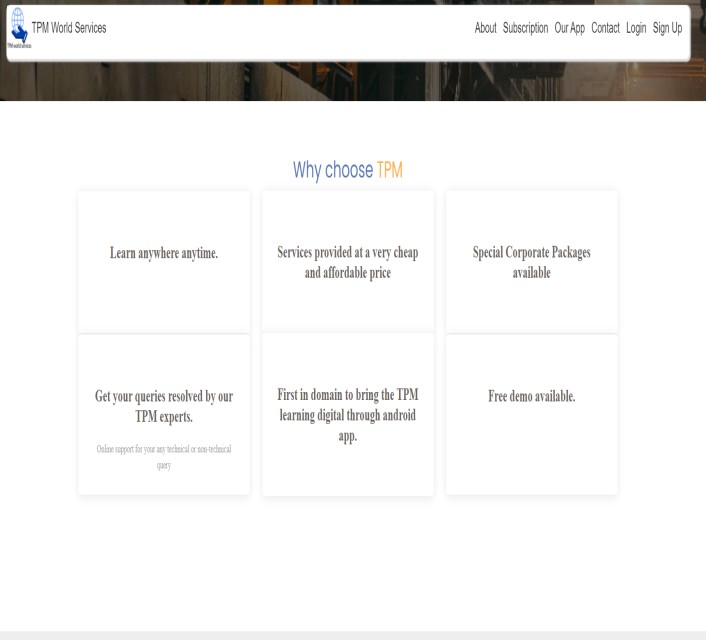 TPM World Services
About Subscription Our App Contact Login Sign Up
TPM world services
Why choose TPM
Learn anywhere anytime.
Services provided at a very cheap
and affordable price
Special Corporate Packages
available
Get your queries resolved by our
TPM experts.
Online support for your any technical or non-technical
query
First in domain to bring the TPM
learning digital through android
app.
Free demo available.